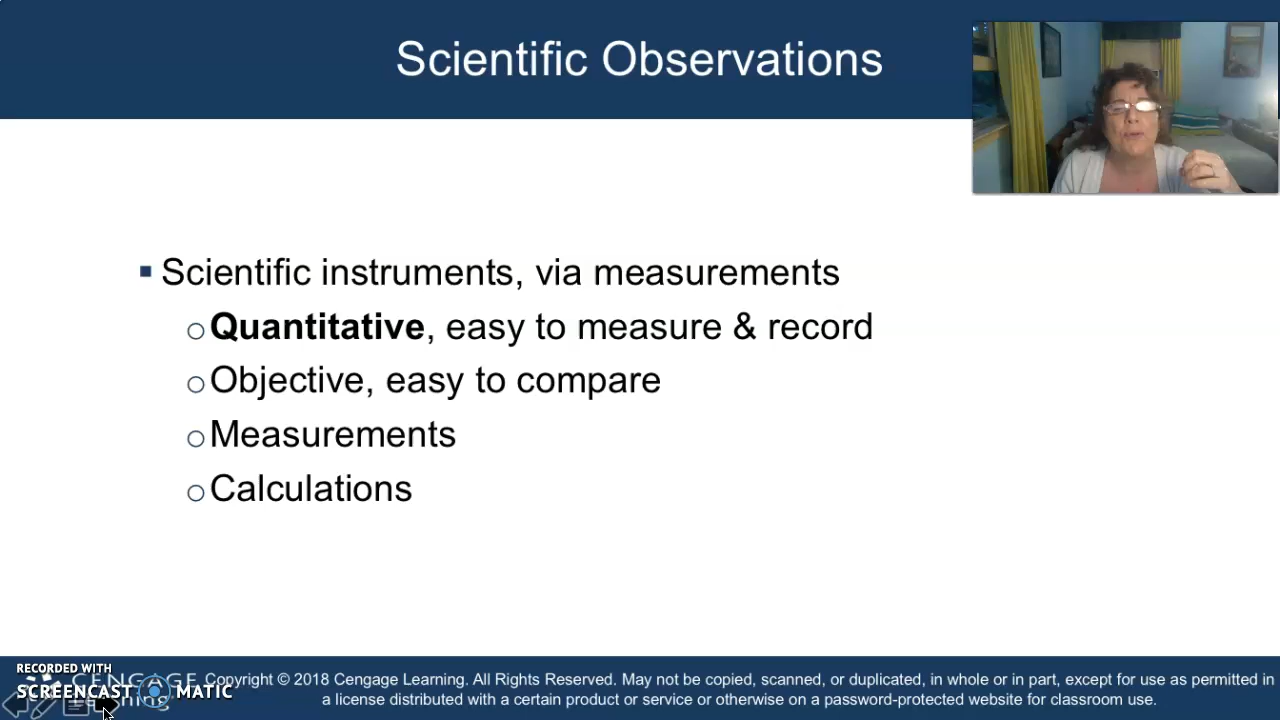 Scientific Observations
Scientific instruments, via measurements
Quantitative, easy to measure & record
Objective, easy to compare
Measurements
Calculations
RECORDED WITH
SCREENCAST MATIC
CENGAGE
Learning
Copyright © 2018 Cengage Learning. All Rights Reserved. May not be copied, scanned, or duplicated, in whole or in part, except for use as permitted in
a license distributed with a certain product or service or otherwise on a password-protected website for classroom use.